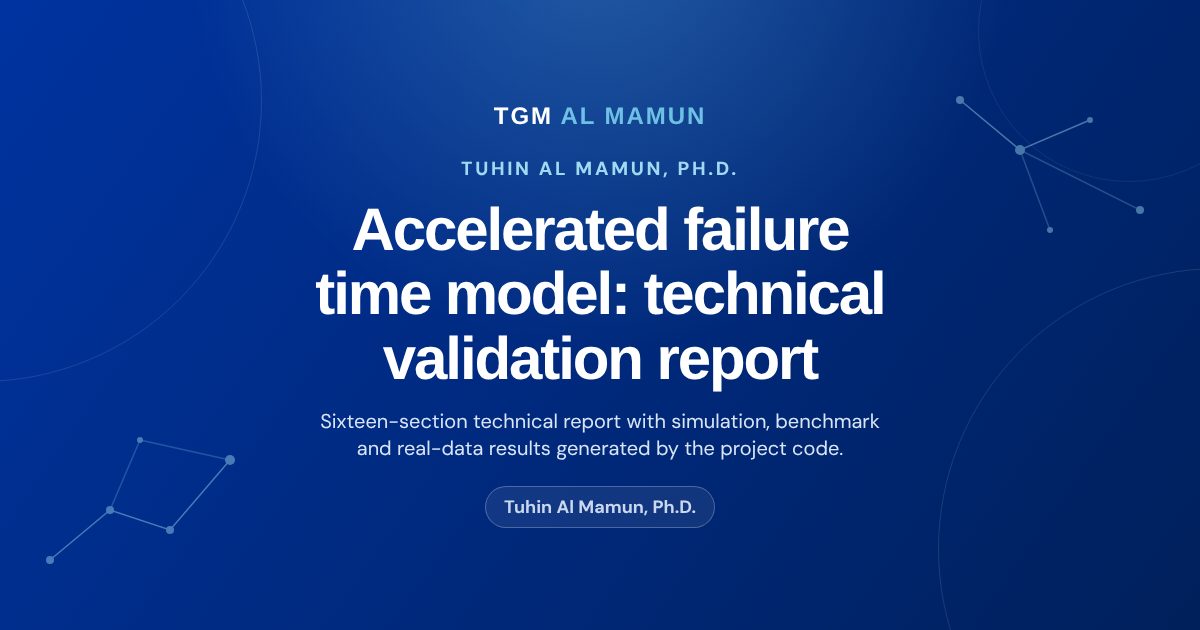 TGM AL MAMUN
TUHIN AL MAMUN, PH.D.
Accelerated failure
time model: technical
validation report
Sixteen-section technical report with simulation, benchmark
and real-data results generated by the project code.
Tuhin Al Mamun, Ph.D.